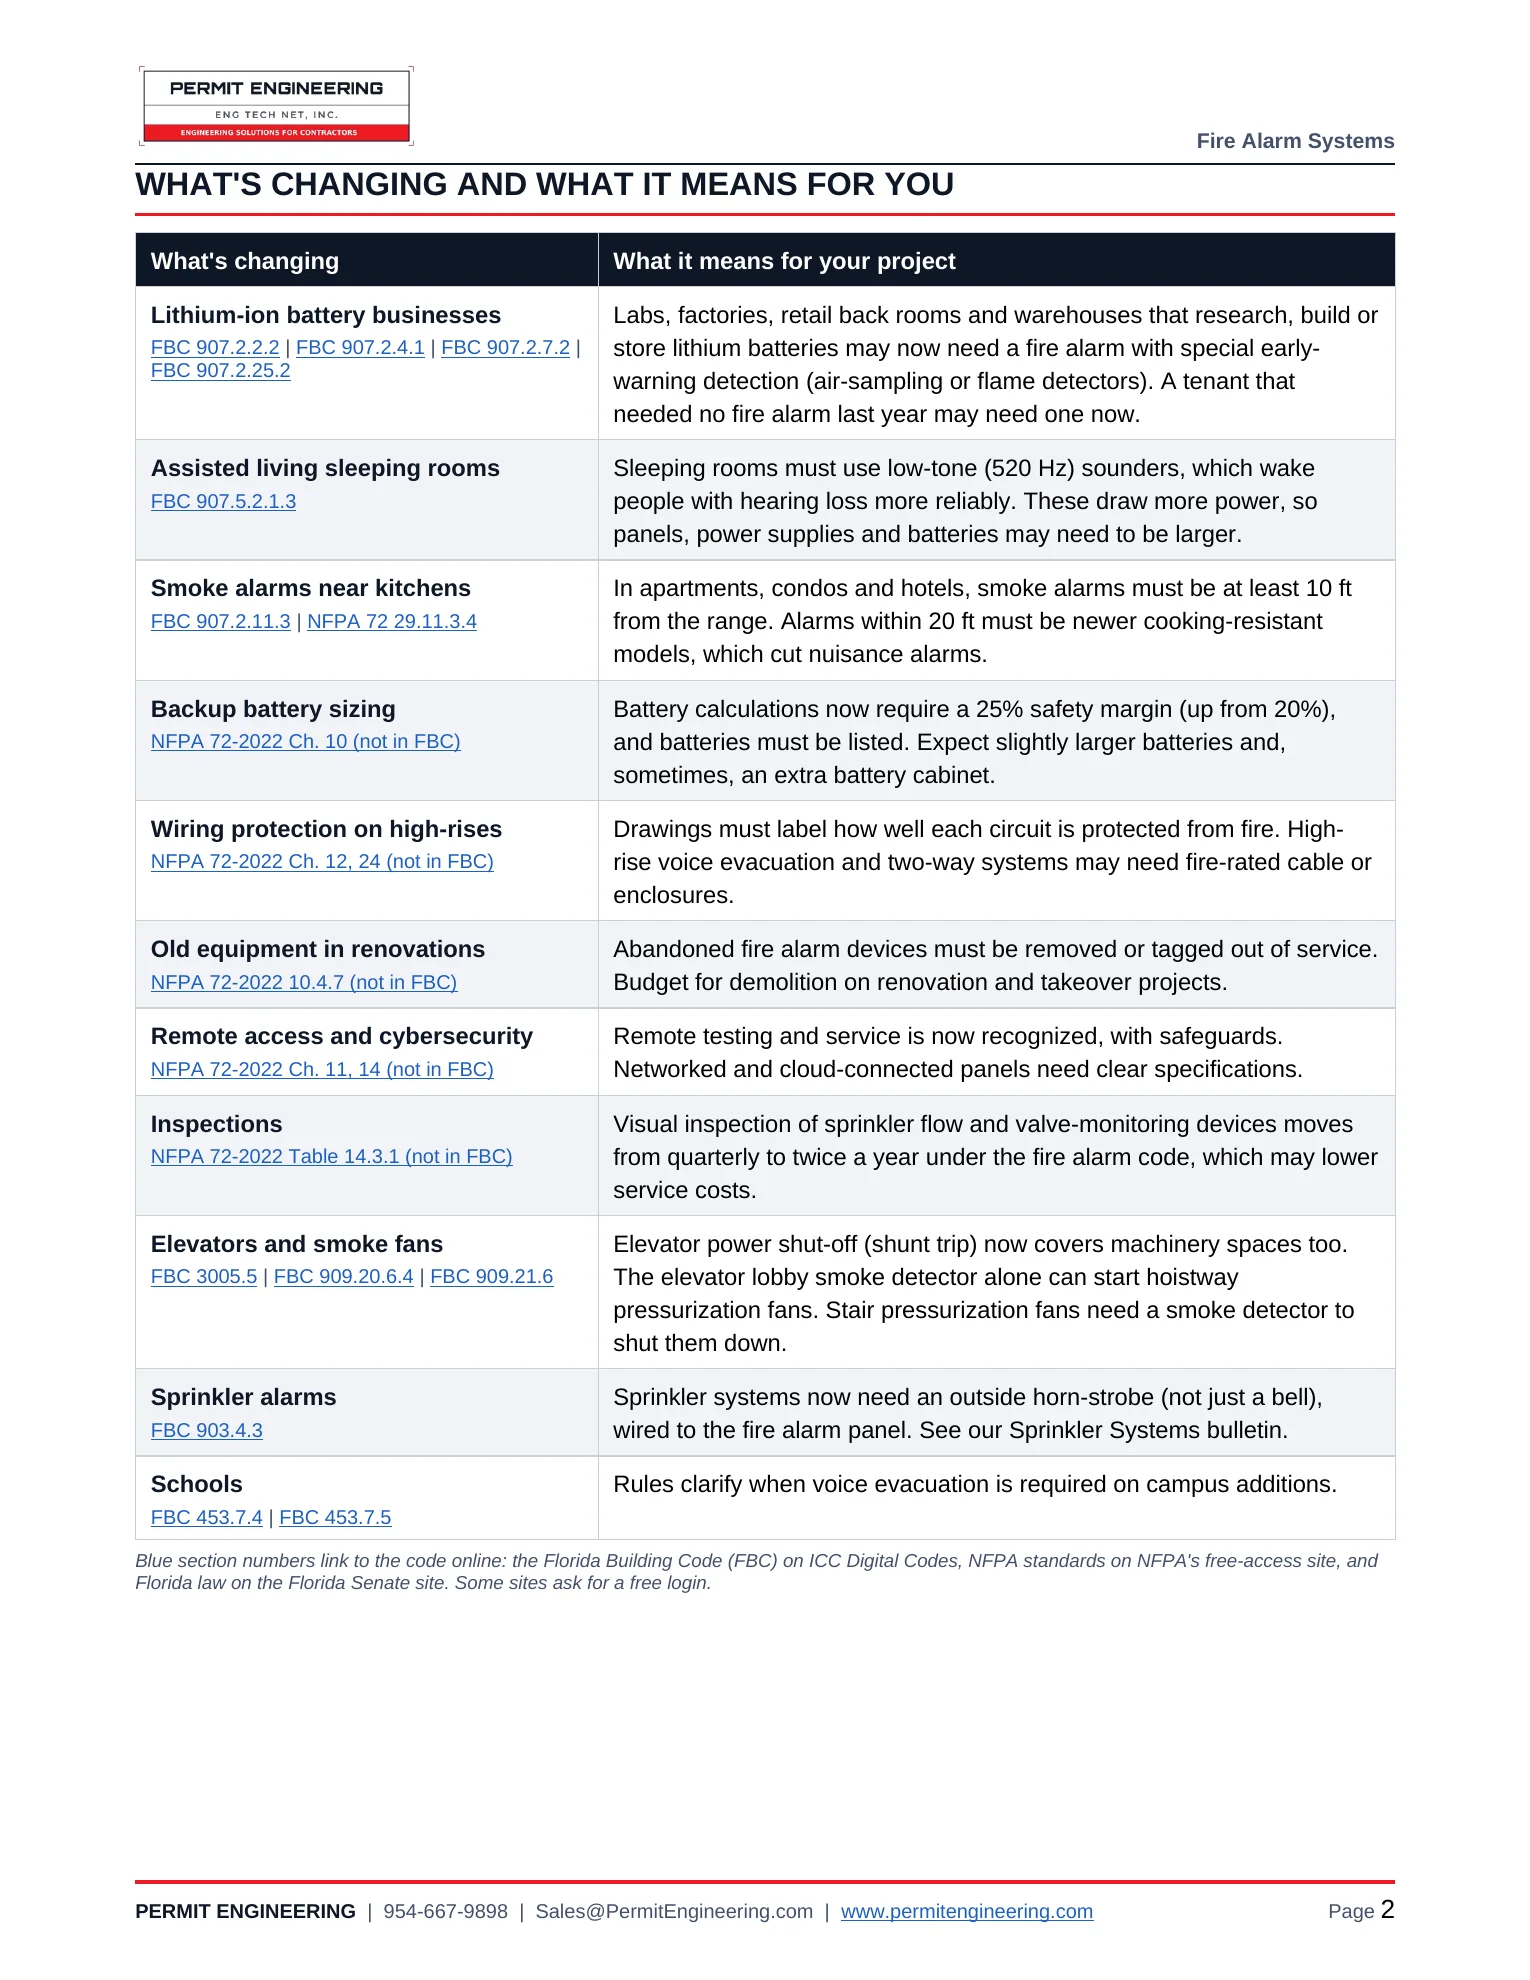 PERMIT ENGINEERING
ENG TECH NET, INC.
ENGINEERING SOLUTIONS FOR CONTRACTORS
Fire Alarm Systems
WHAT'S CHANGING AND WHAT IT MEANS FOR YOU
What's changing
What it means for your project
Lithium-ion battery businesses
FBC 907.2.2.2 | FBC 907.2.4.1 | FBC 907.2.7.2 |
FBC 907.2.25.2
Labs, factories, retail back rooms and warehouses that research, build or
store lithium batteries may now need a fire alarm with special early-
warning detection (air-sampling or flame detectors). A tenant that
needed no fire alarm last year may need one now.
Assisted living sleeping rooms
FBC 907.5.2.1.3
Sleeping rooms must use low-tone (520 Hz) sounders, which wake
people with hearing loss more reliably. These draw more power, so
panels, power supplies and batteries may need to be larger.
Smoke alarms near kitchens
FBC 907.2.11.3 | NFPA 72 29.11.3.4
In apartments, condos and hotels, smoke alarms must be at least 10 ft
from the range. Alarms within 20 ft must be newer cooking-resistant
models, which cut nuisance alarms.
Backup battery sizing
NFPA 72-2022 Ch. 10 (not in FBC)
Battery calculations now require a 25% safety margin (up from 20%),
and batteries must be listed. Expect slightly larger batteries and,
sometimes, an extra battery cabinet.
Wiring protection on high-rises
NFPA 72-2022 Ch. 12, 24 (not in FBC)
Drawings must label how well each circuit is protected from fire. High-
rise voice evacuation and two-way systems may need fire-rated cable or
enclosures.
Old equipment in renovations
NFPA 72-2022 10.4.7 (not in FBC)
Abandoned fire alarm devices must be removed or tagged out of service.
Budget for demolition on renovation and takeover projects.
Remote access and cybersecurity
NFPA 72-2022 Ch. 11, 14 (not in FBC)
Remote testing and service is now recognized, with safeguards.
Networked and cloud-connected panels need clear specifications.
Inspections
NFPA 72-2022 Table 14.3.1 (not in FBC)
Visual inspection of sprinkler flow and valve-monitoring devices moves
from quarterly to twice a year under the fire alarm code, which may lower
service costs.
Elevators and smoke fans
FBC 3005.5 | FBC 909.20.6.4 | FBC 909.21.6
Elevator power shut-off (shunt trip) now covers machinery spaces too.
The elevator lobby smoke detector alone can start hoistway
pressurization fans. Stair pressurization fans need a smoke detector to
shut them down.
Sprinkler alarms
FBC 903.4.3
Sprinkler systems now need an outside horn-strobe (not just a bell),
wired to the fire alarm panel. See our Sprinkler Systems bulletin.
Schools
FBC 453.7.4 | FBC 453.7.5
Rules clarify when voice evacuation is required on campus additions.
Blue section numbers link to the code online: the Florida Building Code (FBC) on ICC Digital Codes, NFPA standards on NFPA's free-access site, and
Florida law on the Florida Senate site. Some sites ask for a free login.
PERMIT ENGINEERING | 954-667-9898 | Sales@PermitEngineering.com | www.permitengineering.com
Page 2